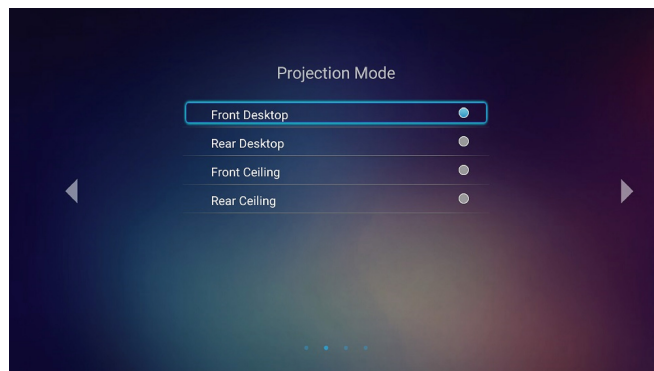 Projection Mode
Front Desktop
Rear Desktop
Front Ceiling
Rear Ceiling